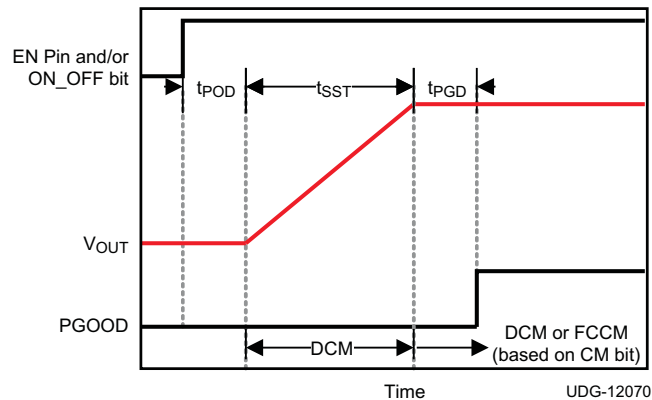 EN Pin and/or
ON_OFF bit
tPOD
tSST
tPGD
VOUT
PGOOD
DCM
DCM or FCCM
(based on CM bit)
Time
UDG-12070